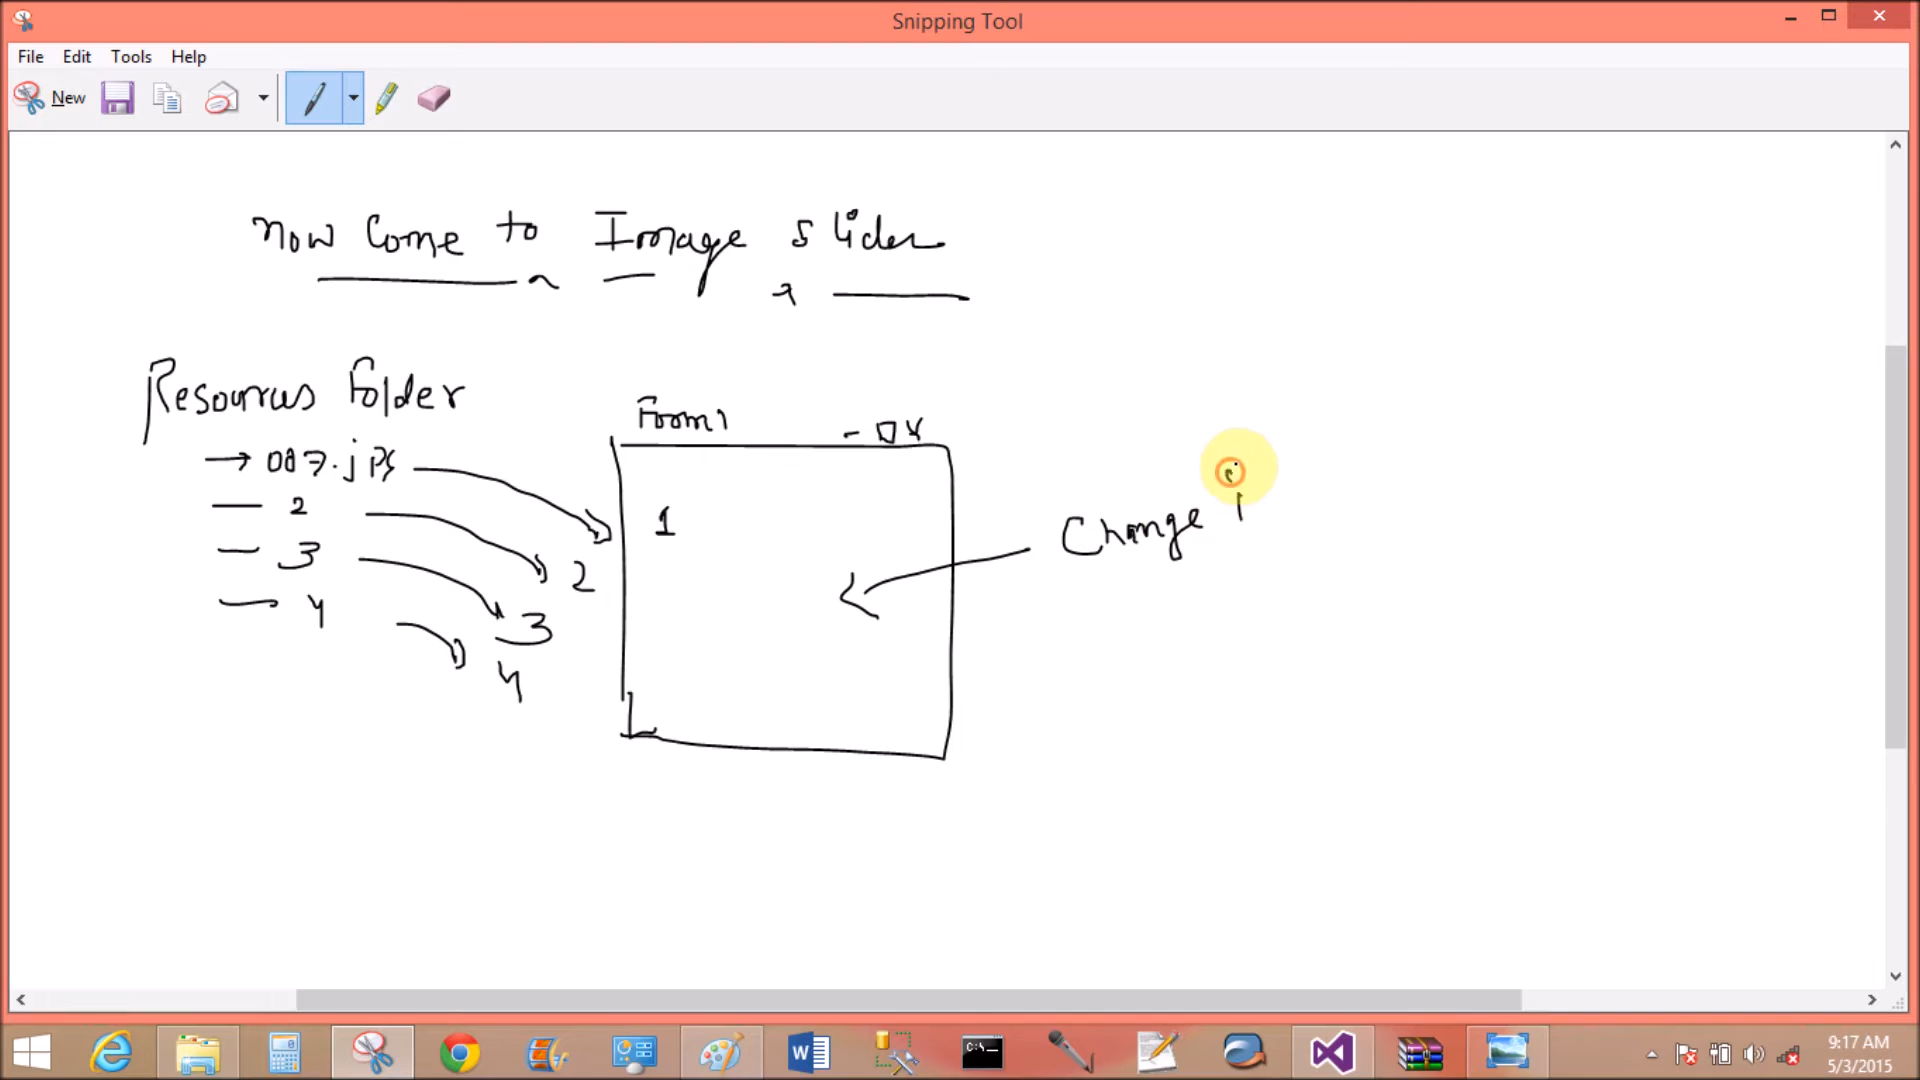 Snipping Tool
File Edit Tools Help
New
Now Come to Image slider
Resources folder
007.jpg
2
3
4
2
3
4
Form1
1
Change i
W
C:\
9:17 AM
5/3/2015